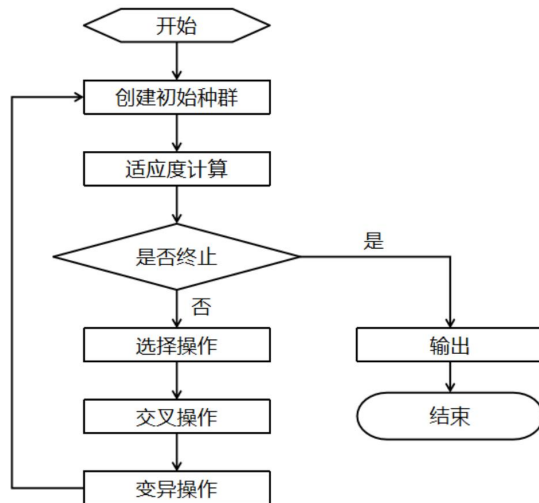 开始
创建初始种群
适应度计算
是否终止
是
否
选择操作
输出
交叉操作
结束
变异操作